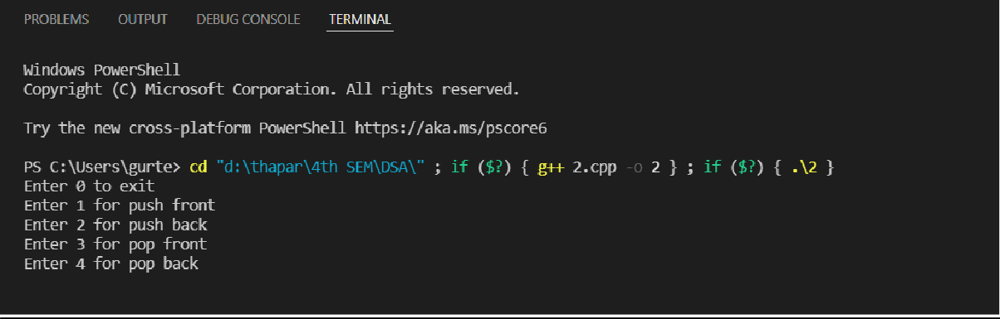 PROBLEMS OUTPUT DEBUG CONSOLE TERMINAL
Windows PowerShell
Copyright (C) Microsoft Corporation. All rights reserved.
Try the new cross-platform PowerShell https://aka.ms/pscore6
PS C:\Users\gurte> cd "d:\thapar\4th SEM\DSA\" ; if ($?) { g++ 2.cpp -o 2 } ; if ($?) { .\2 }
Enter 0 to exit
Enter 1 for push front
Enter 2 for push back
Enter 3 for pop front
Enter 4 for pop back